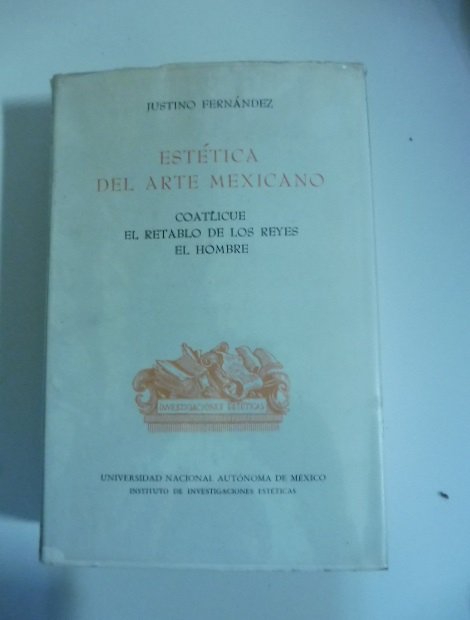 JUSTINO FERNÁNDEZ
ESTÉTICA
DEL ARTE MEXICANO
COATLICUE
EL RETABLO DE LOS REYES
EL HOMBRE
INVESTIGACIONES ESTÉTICAS
UNIVERSIDAD NACIONAL AUTÓNOMA DE MÉXICO
INSTITUTO DE INVESTIGACIONES ESTÉTICAS